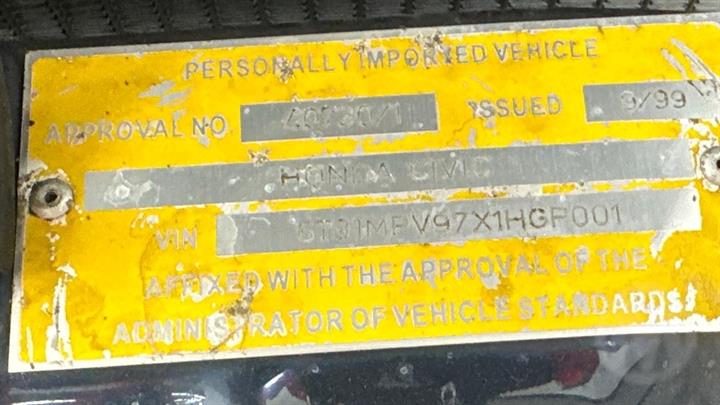 PERSONALLY IMPORTED VEHICLE
APPROVAL NO ISSUED 9/99
HONDA CIVIC
VIN
AFFIXED WITH THE APPROVAL OF THE
ADMINISTRATOR OF VEHICLE STANDARDS